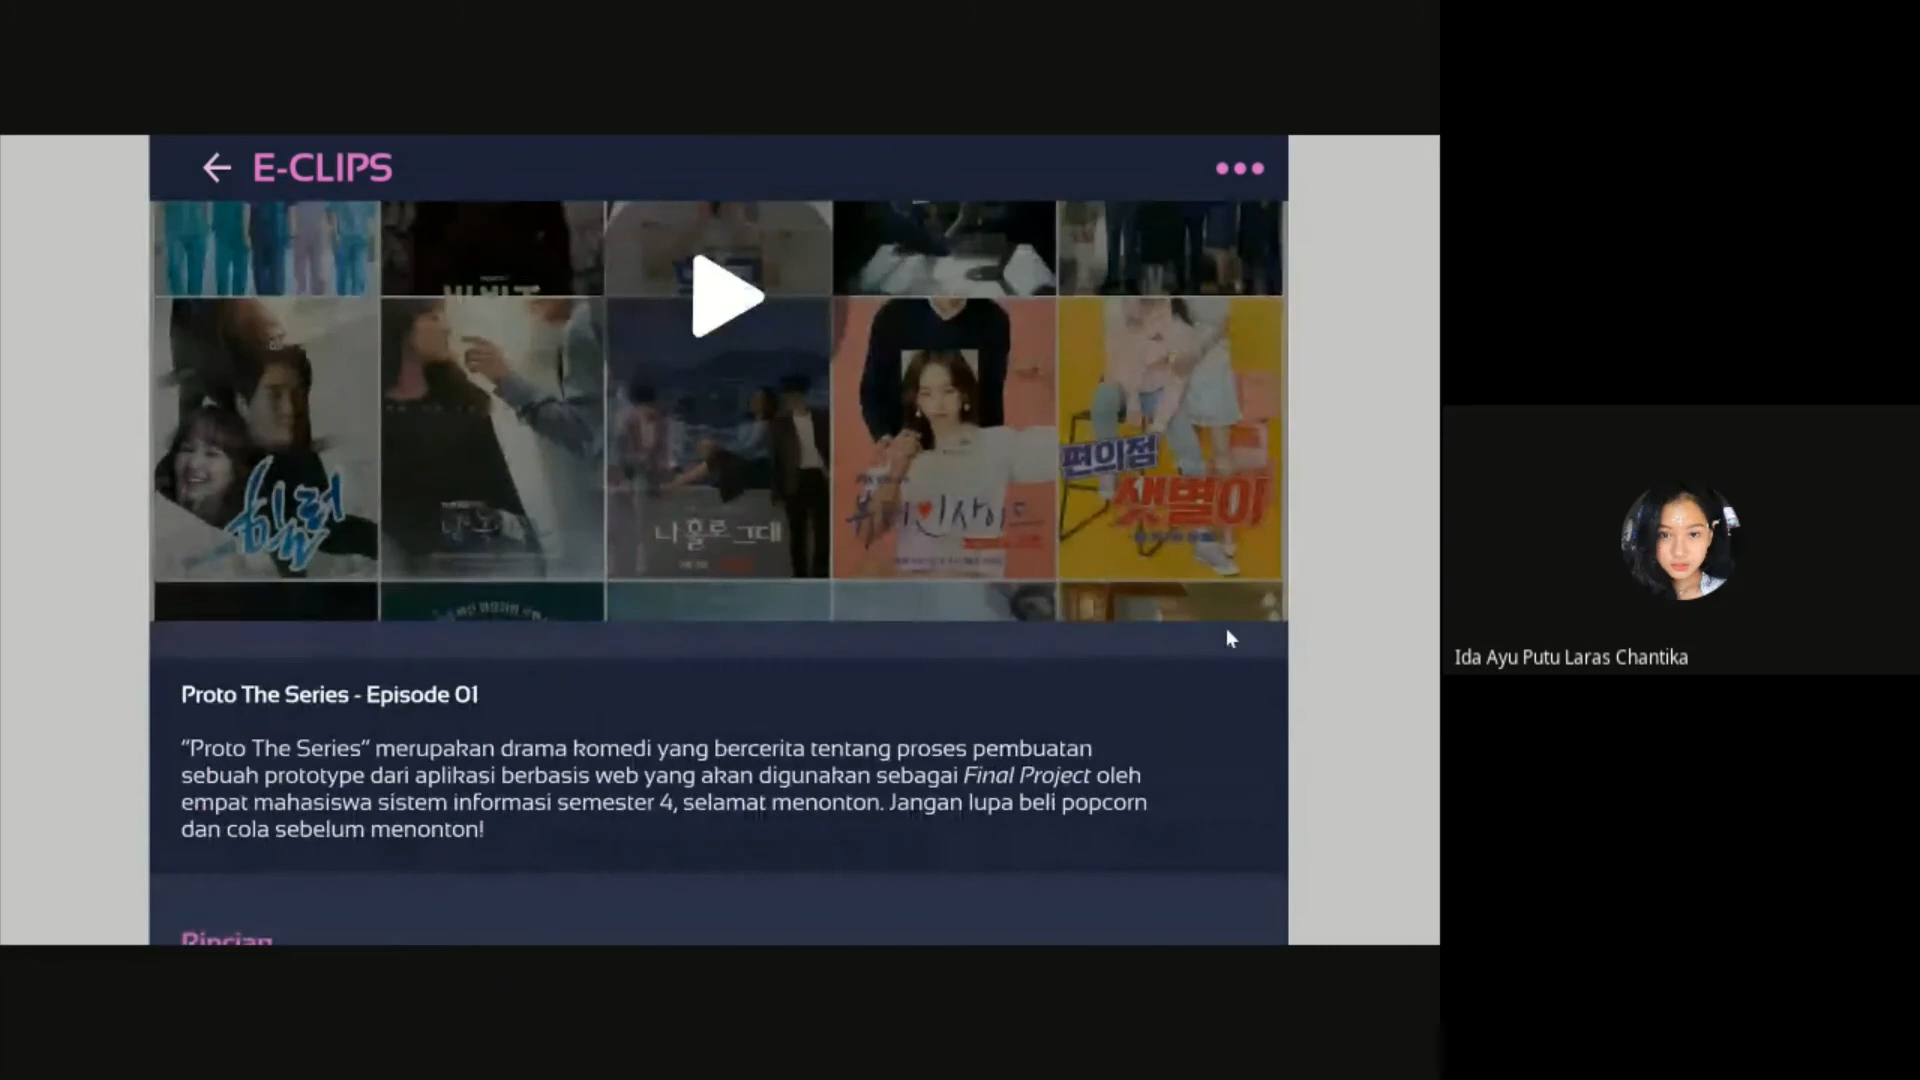 E-CLIPS
힐러
나 홀로 그대
뷰티 인사이드
편의점
샛별이
Proto The Series - Episode 01
“Proto The Series” merupakan drama komedi yang bercerita tentang proses pembuatan
sebuah prototype dari aplikasi berbasis web yang akan digunakan sebagai Final Project oleh
empat mahasiswa sistem informasi semester 4, selamat menonton. Jangan lupa beli popcorn
dan cola sebelum menonton!
Rincian
Ida Ayu Putu Laras Chantika